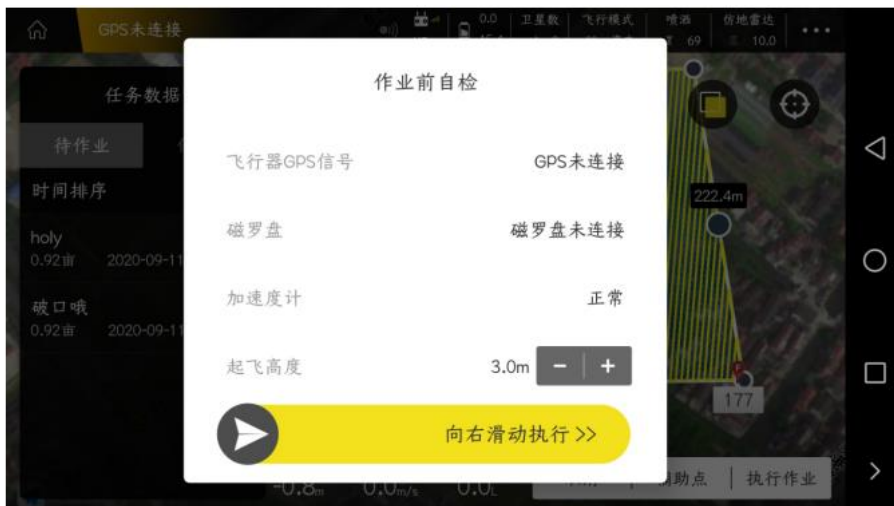 GPS未连接
0.0
卫星数
飞行模式
喷洒
仿地雷达
69
10.0
任务数据
待作业
时间排序
holy
0.92亩 2020-09-11
破口哦
0.92亩 2020-09-11
作业前自检
飞行器GPS信号 GPS未连接
磁罗盘 磁罗盘未连接
加速度计 正常
起飞高度 3.0m - +
向右滑动执行 >>
222.4m
177
-0.8m 0.0m/s 0.0L
助点 执行作业